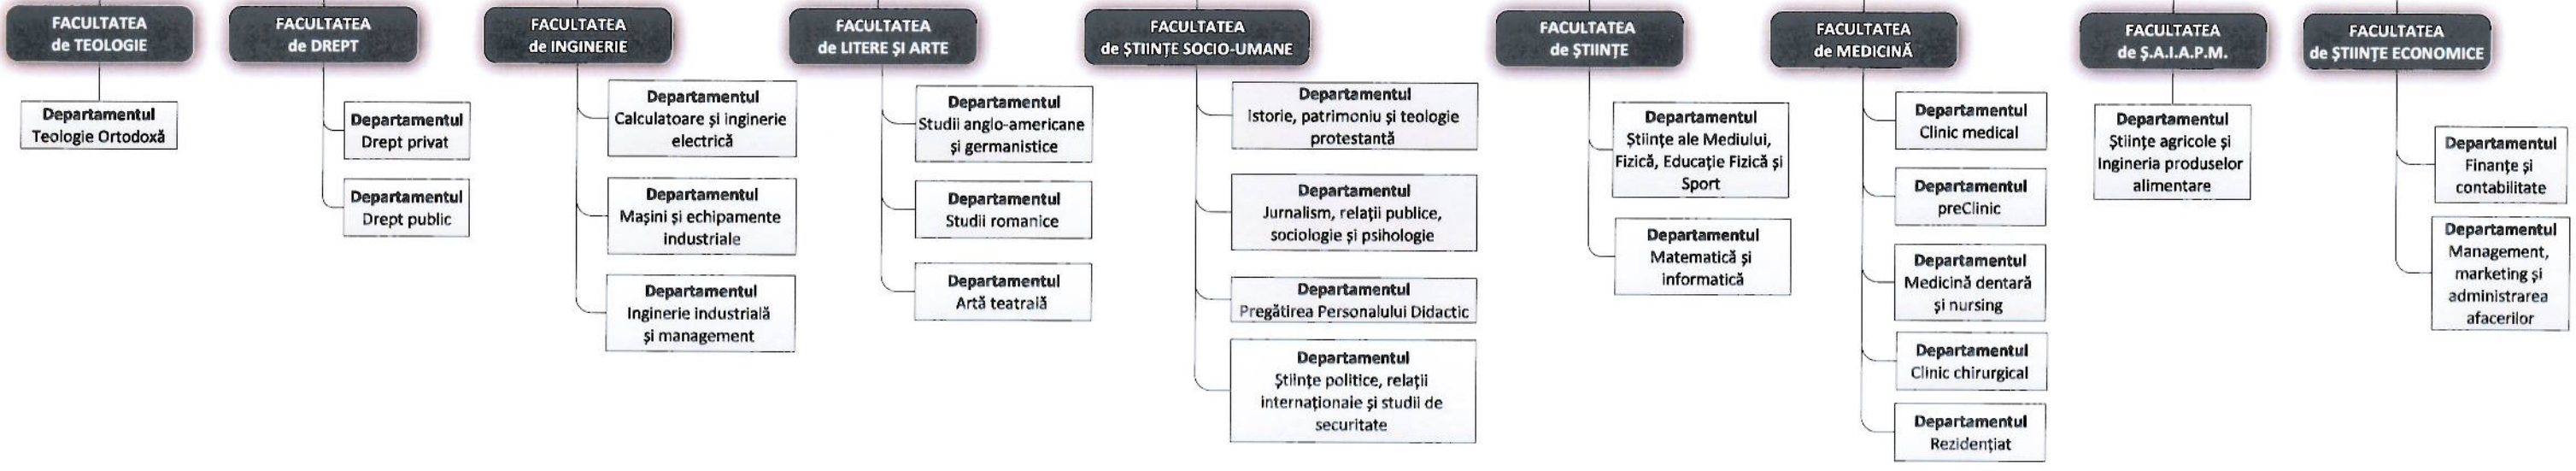 FACULTATEA
de TEOLOGIE
Departamentul
Teologie Ortodoxă
FACULTATEA
de DREPT
Departamentul
Drept privat
Departamentul
Drept public
FACULTATEA
de INGINERIE
Departamentul
Calculatoare și inginerie
electrică
Departamentul
Mașini și echipamente
industriale
Departamentul
Inginerie industrială
și management
FACULTATEA
de LITERE ȘI ARTE
Departamentul
Studii anglo-americane
și germanistice
Departamentul
Studii romanice
Departamentul
Artă teatrală
FACULTATEA
de ȘTIINȚE SOCIO-UMANE
Departamentul
Istorie, patrimoniu și teologie
protestantă
Departamentul
Jurnalism, relații publice,
sociologie și psihologie
Departamentul
Pregătirea Personalului Didactic
Departamentul
Științe politice, relații
internaționale și studii de
securitate
FACULTATEA
de ȘTIINȚE
Departamentul
Științe ale Mediului,
Fizică, Educație Fizică și
Sport
Departamentul
Matematică și
informatică
FACULTATEA
de MEDICINĂ
Departamentul
Clinic medical
Departamentul
preClinic
Departamentul
Medicină dentară
și nursing
Departamentul
Clinic chirurgical
Departamentul
Rezidențiat
FACULTATEA
de Ș.A.I.A.P.M.
Departamentul
Științe agricole și
Ingineria produselor
alimentare
FACULTATEA
de ȘTIINȚE ECONOMICE
Departamentul
Finanțe și
contabilitate
Departamentul
Management,
marketing și
administrarea
afacerilor